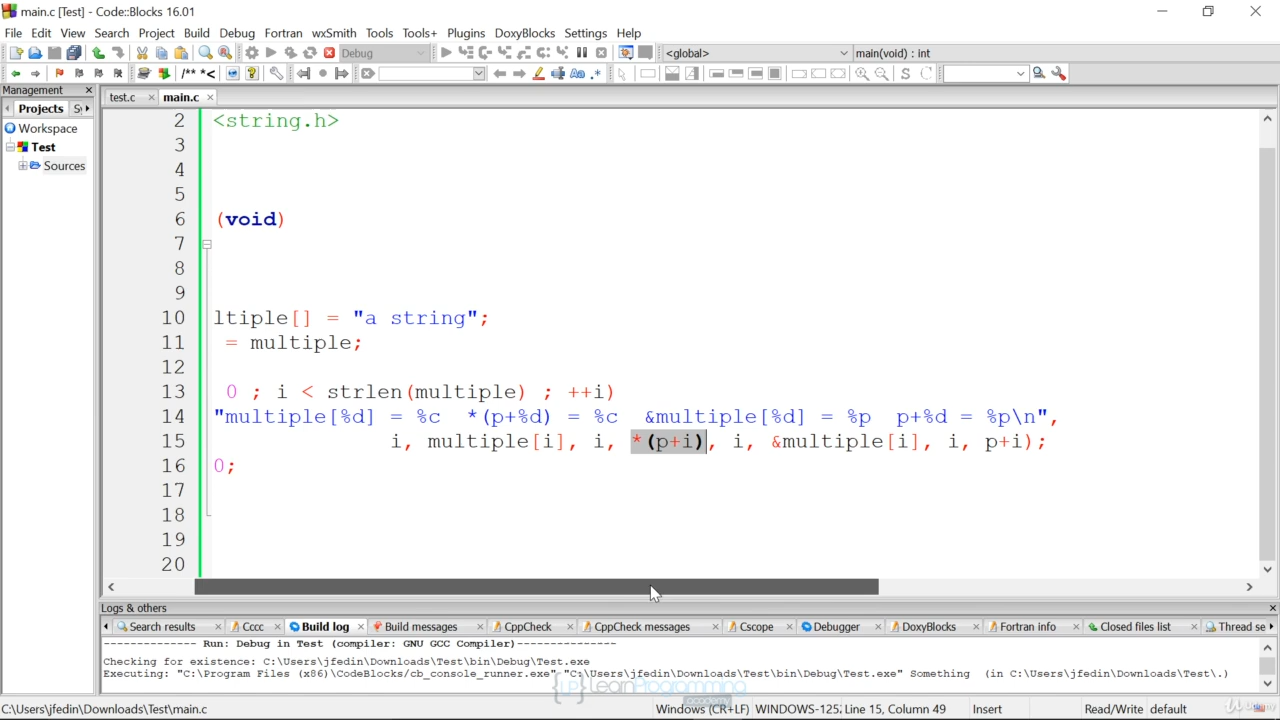 main.c [Test] - Code::Blocks 16.01
File Edit View Search Project Build Debug Fortran wxSmith Tools Tools+ Plugins DoxyBlocks Settings Help
Debug <global> main(void) : int
/** *<
Management
test.c main.c
Projects
Workspace
Test
Sources
2 <string.h>
3
4
5
6 (void)
7
8
9
10 ltiple[] = "a string";
11 = multiple;
12
13 0 ; i < strlen(multiple) ; ++i)
14 "multiple[%d] = %c *(p+%d) = %c &multiple[%d] = %p p+%d = %p\n",
15 i, multiple[i], i, *(p+i), i, &multiple[i], i, p+i);
16 0;
17
18
19
20
Logs & others
Search results Cccc Build log Build messages CppCheck CppCheck messages Cscope Debugger DoxyBlocks Fortran info Closed files list Thread se
-------------- Run: Debug in Test (compiler: GNU GCC Compiler)---------------
Checking for existence: C:\Users\jfedin\Downloads\Test\bin\Debug\Test.exe
Executing: "C:\Program Files (x86)\CodeBlocks/cb_console_runner.exe" "C:\Users\jfedin\Downloads\Test\bin\Debug\Test.exe" Something (in C:\Users\jfedin\Downloads\Test\.)
LearnProgramming
C:\Users\jfedin\Downloads\Test\main.c Windows (CR+LF) WINDOWS-125 Line 15, Column 49 Insert Read/Write default